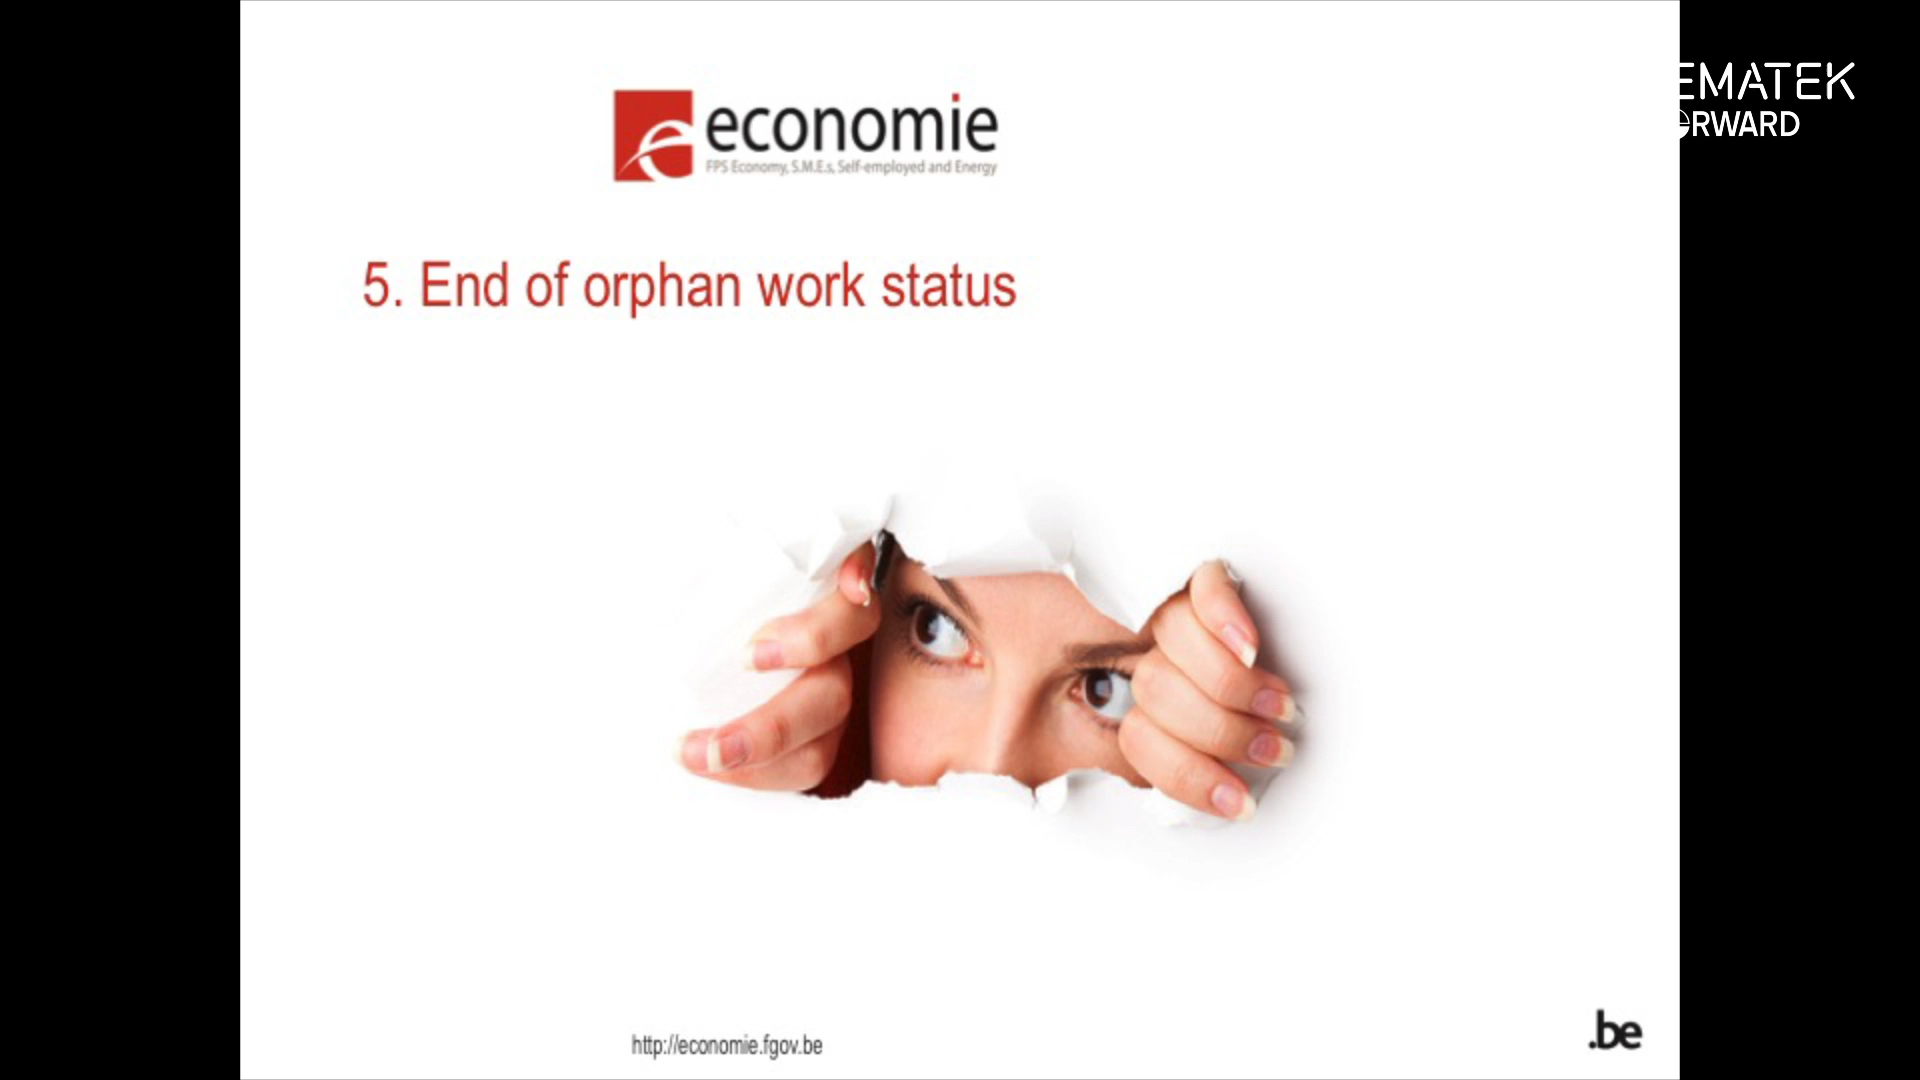 economie
FPS Economy, S.M.E.s, Self-employed and Energy
EMATEK
RWARD
5. End of orphan work status
http://economie.fgov.be
.be